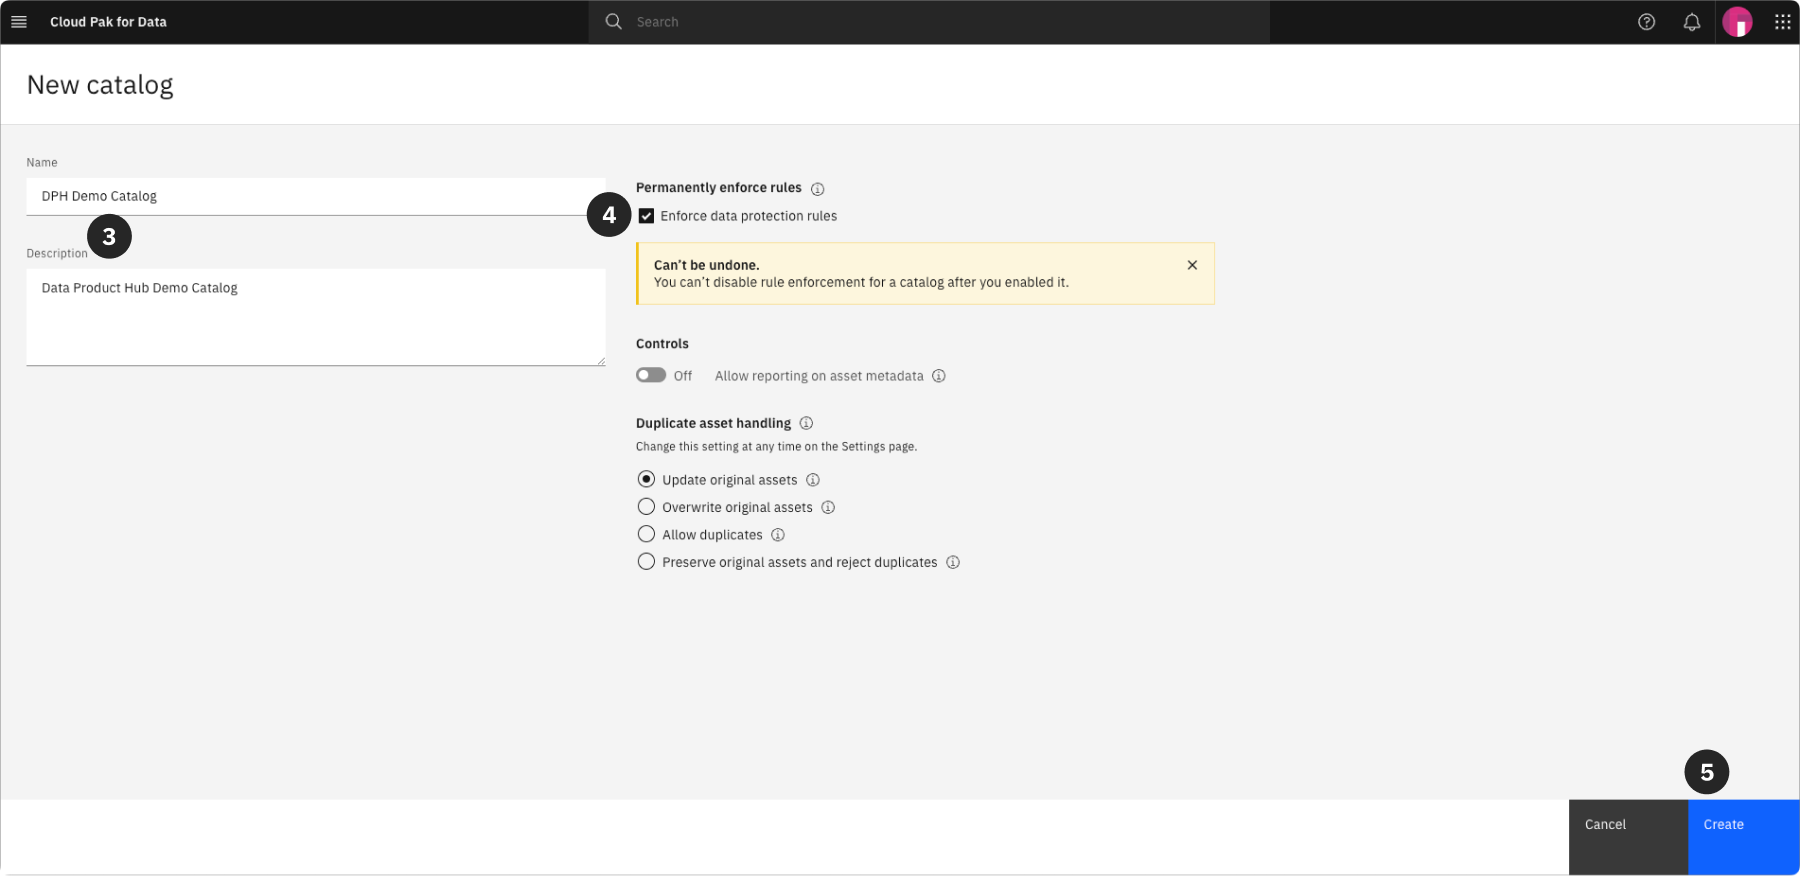 Cloud Pak for Data
Search
New catalog
Name
DPH Demo Catalog
3
Description
Data Product Hub Demo Catalog
Permanently enforce rules
4
Enforce data protection rules
Can't be undone.
You can't disable rule enforcement for a catalog after you enabled it.
Controls
Off
Allow reporting on asset metadata
Duplicate asset handling
Change this setting at any time on the Settings page.
Update original assets
Overwrite original assets
Allow duplicates
Preserve original assets and reject duplicates
5
Cancel
Create